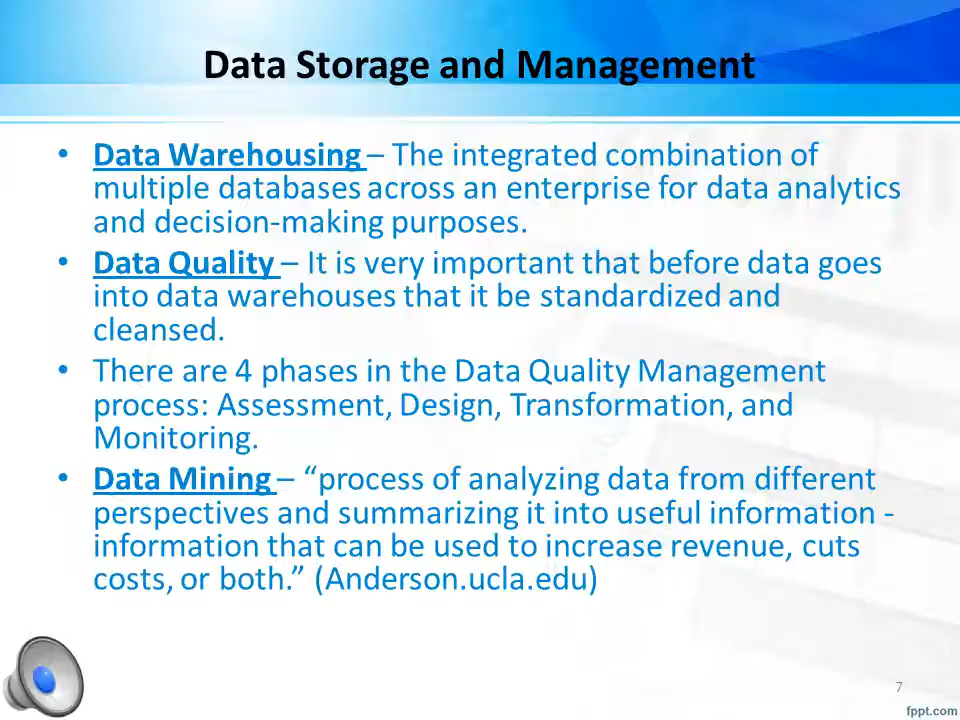 Data Storage and Management
• Data Warehousing – The integrated combination of
multiple databases across an enterprise for data analytics
and decision-making purposes.
• Data Quality – It is very important that before data goes
into data warehouses that it be standardized and
cleansed.
• There are 4 phases in the Data Quality Management
process: Assessment, Design, Transformation, and
Monitoring.
• Data Mining – “process of analyzing data from different
perspectives and summarizing it into useful information -
information that can be used to increase revenue, cuts
costs, or both.” (Anderson.ucla.edu)
7
fppt.com